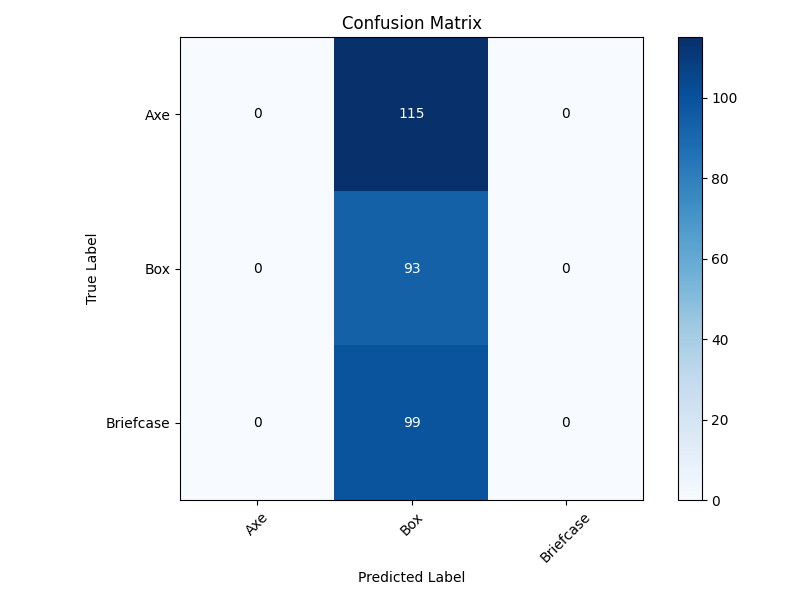 Confusion Matrix
Axe 0 115 0
100
80
Box 0 93 0
60
40
Briefcase 0 99 0
20
0
Axe Box Briefcase
True Label
Predicted Label